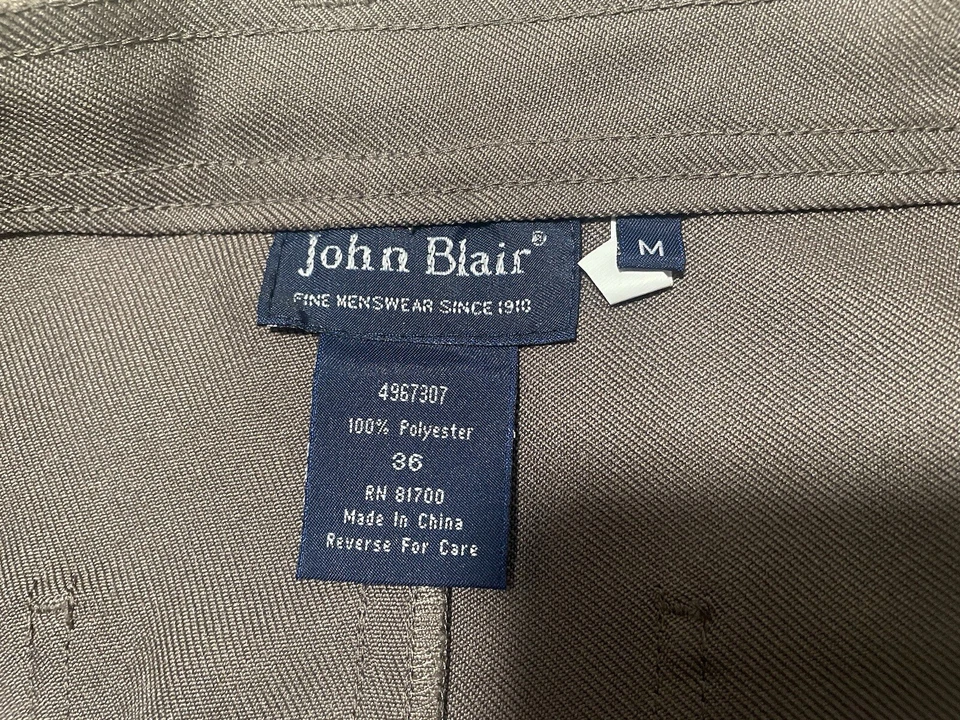 John Blair®
FINE MENSWEAR SINCE 1910
M
4967307
100% Polyester
36
RN 81700
Made In China
Reverse For Care